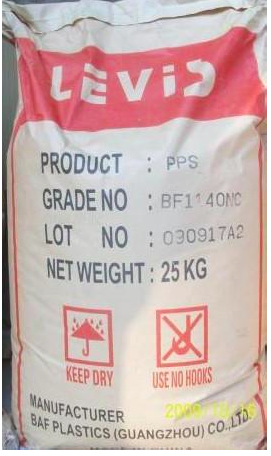 LEVID
PRODUCT : PPS
GRADE NO : BF1140NC
LOT NO : 090917A2
NET WEIGHT : 25 KG
KEEP DRY
USE NO HOOKS
MANUFACTURER
BAF PLASTICS (GUANGZHOU) CO.,LTD.